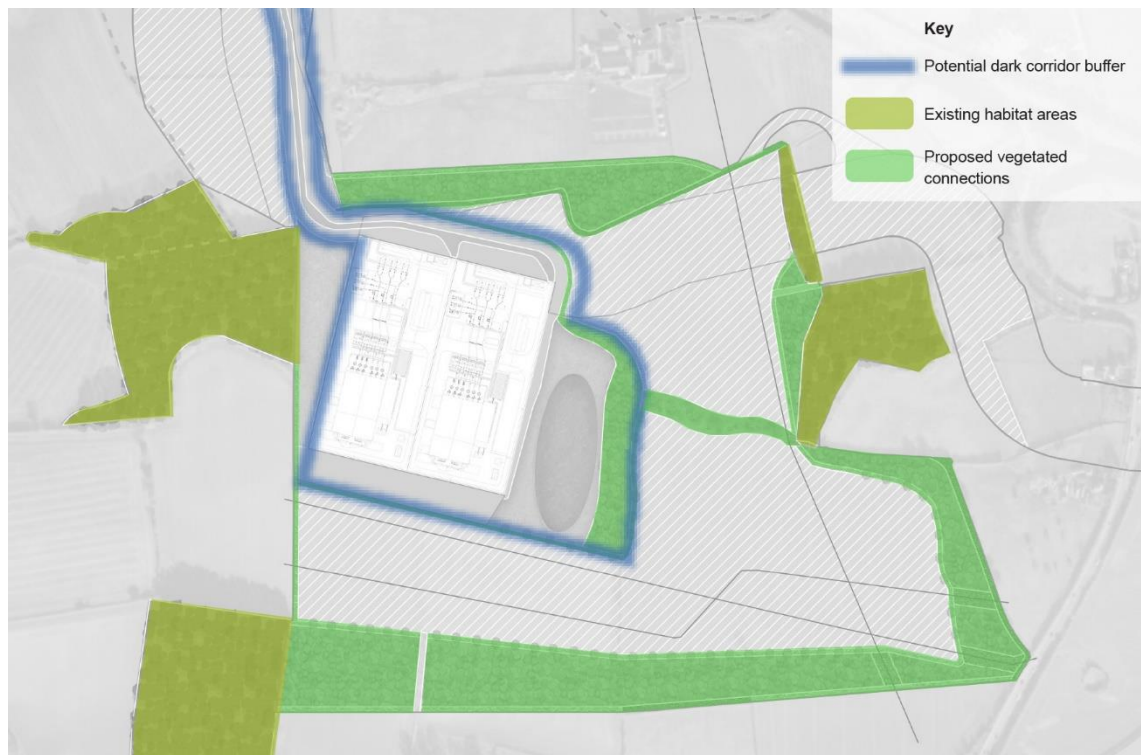 Key
Potential dark corridor buffer
Existing habitat areas
Proposed vegetated
connections